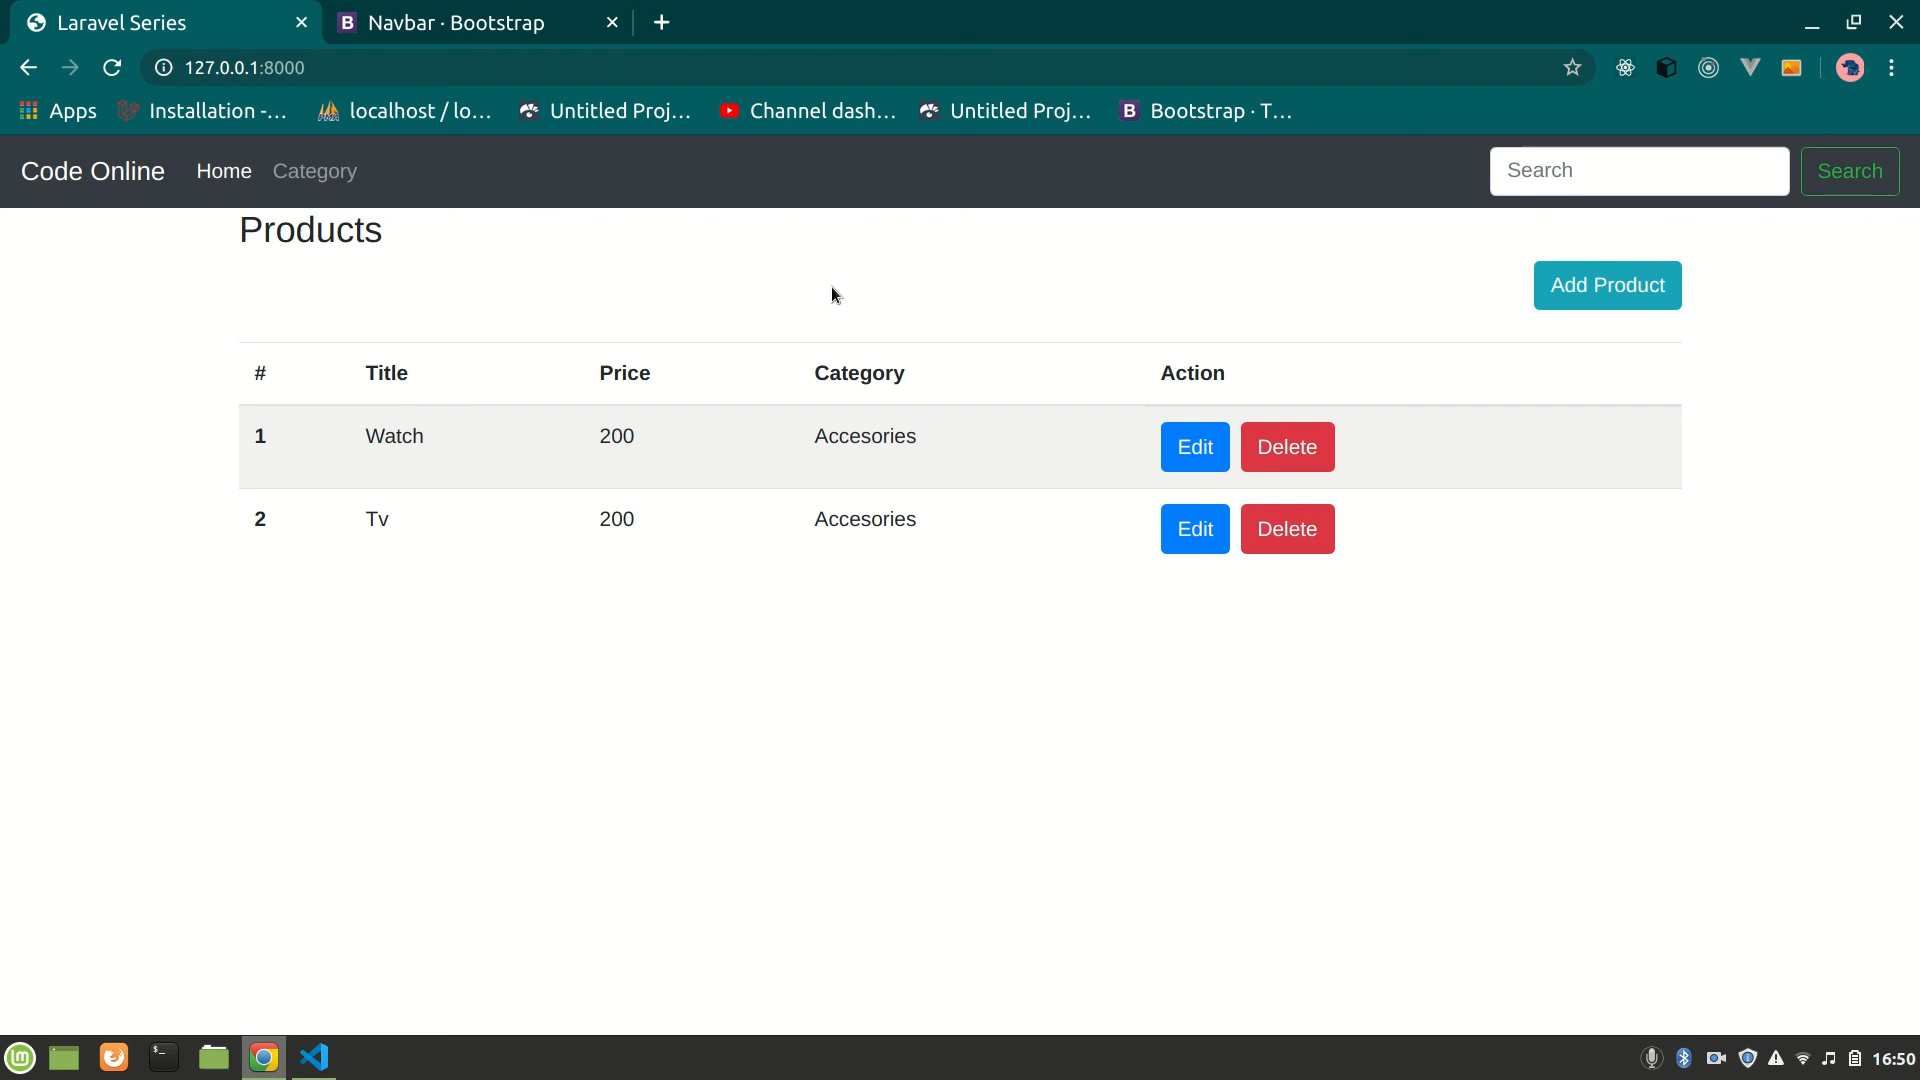 Laravel Series
B Navbar · Bootstrap
127.0.0.1:8000
Apps Installation -... localhost / lo... Untitled Proj... Channel dash... Untitled Proj... B Bootstrap · T...
Code Online Home Category Search Search
Products
Add Product
# Title Price Category Action
1 Watch 200 Accesories Edit Delete
2 Tv 200 Accesories Edit Delete
16:50